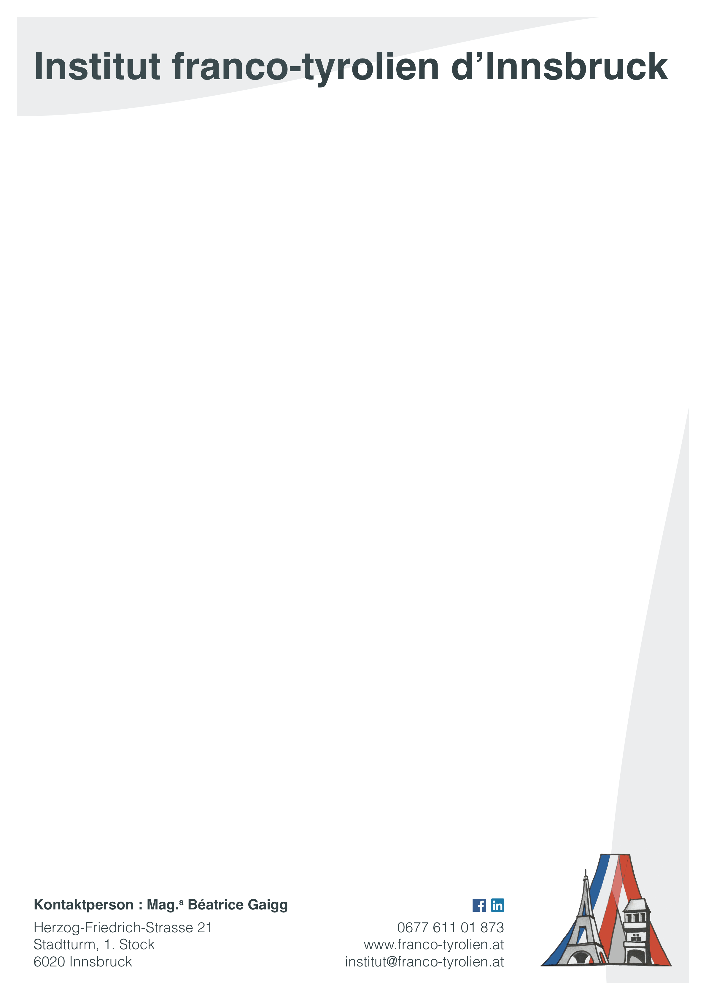 Institut franco-tyrolien d’Innsbruck
Kontaktperson : Mag.ª Béatrice Gaigg
Herzog-Friedrich-Strasse 21
Stadtturm, 1. Stock
6020 Innsbruck
f in
0677 611 01 873
www.franco-tyrolien.at
institut@franco-tyrolien.at